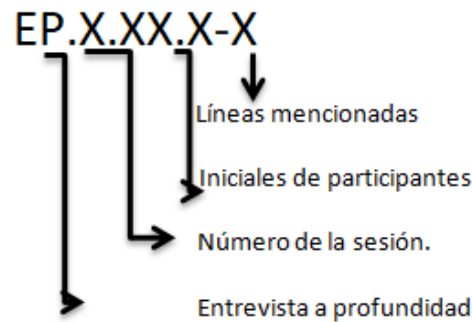 EP.X.XX.X-X
Líneas mencionadas
Iniciales de participantes
Número de la sesión.
Entrevista a profundidad